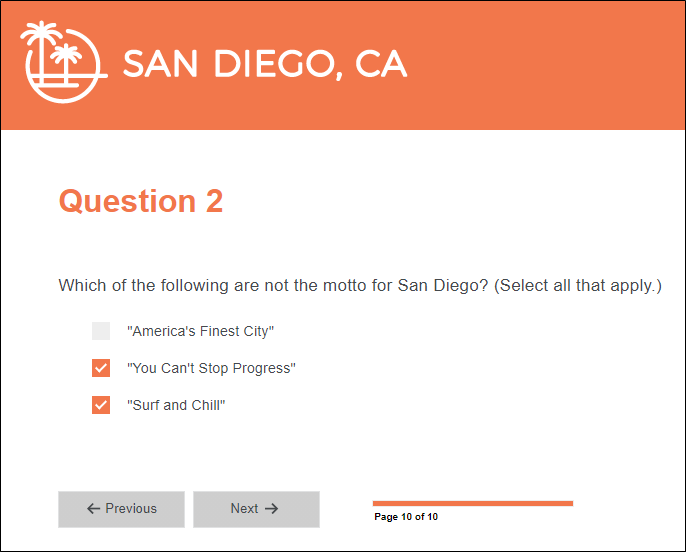 SAN DIEGO, CA
Question 2
Which of the following are not the motto for San Diego? (Select all that apply.)
"America's Finest City"
"You Can't Stop Progress"
"Surf and Chill"
Previous
Next
Page 10 of 10